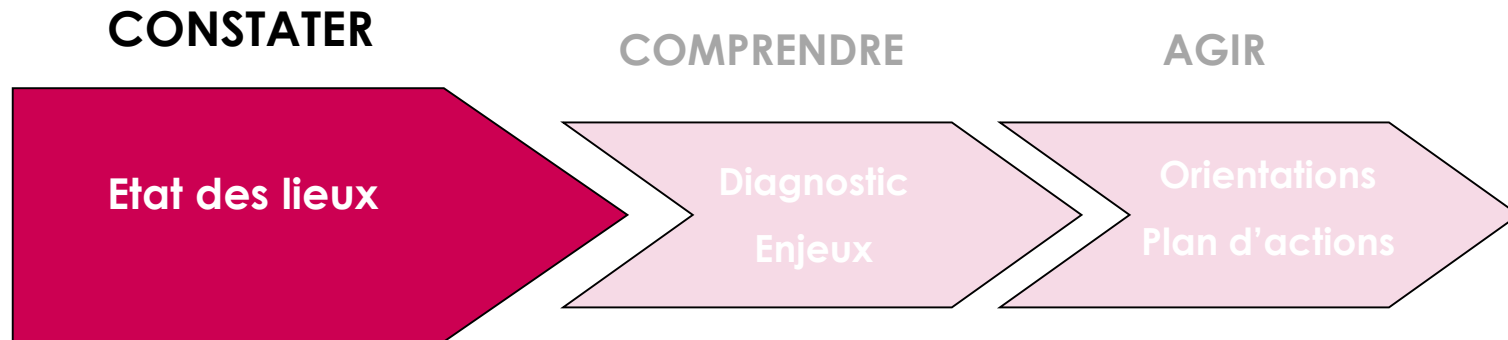 CONSTATER
COMPRENDRE
AGIR
Etat des lieux
Diagnostic
Enjeux
Orientations
Plan d'actions